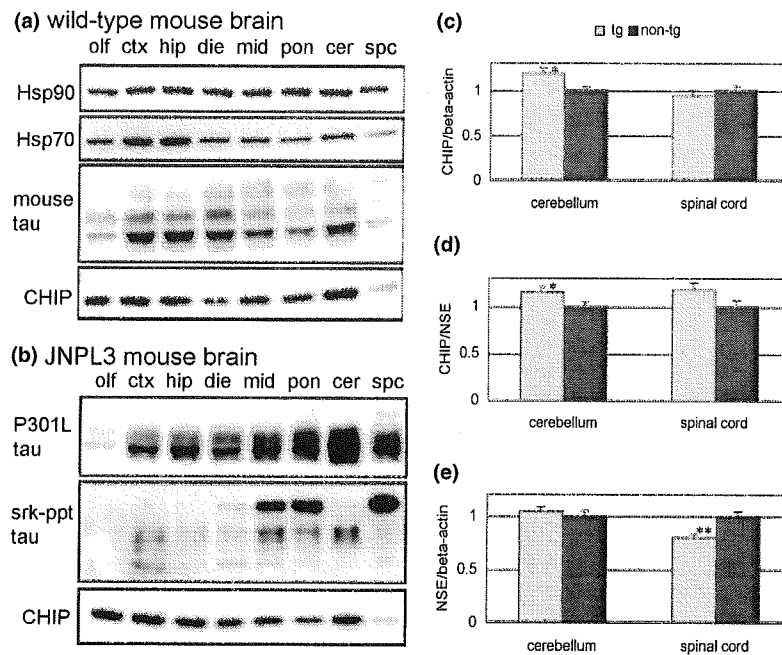 (a) wild-type mouse brain
olf ctx hip die mid pon cer spc
Hsp90
Hsp70
mouse
tau
CHIP
(b) JNPL3 mouse brain
olf ctx hip die mid pon cer spc
P301L
tau
srk-ppt
tau
CHIP
(c)
tg non-tg
CHIP/beta-actin
1
0.5
0
*
cerebellum spinal cord
(d)
CHIP/NSE
1
0.5
0
*
cerebellum spinal cord
(e)
NSE/beta-actin
1
0.5
0
**
cerebellum spinal cord